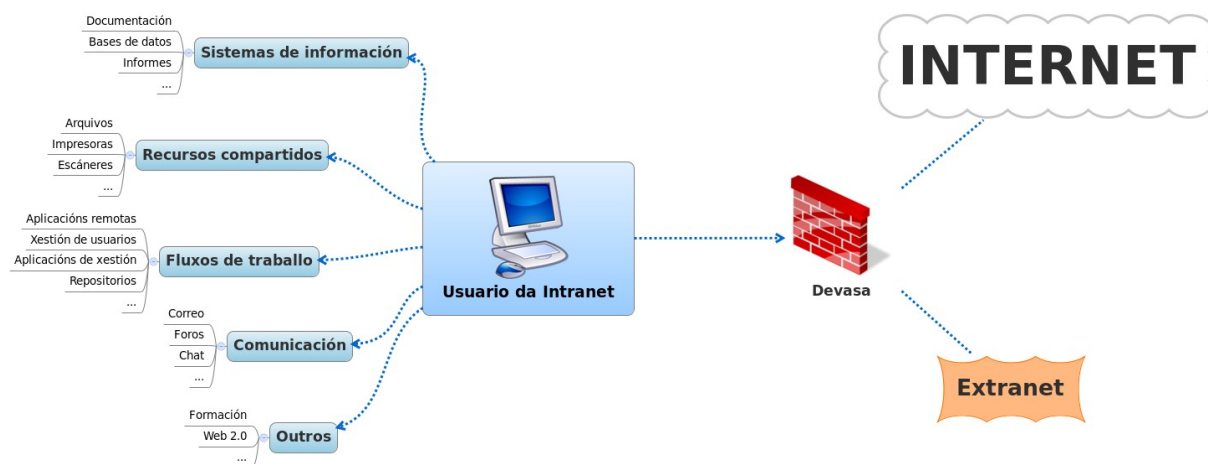 Documentación
Bases de datos
Informes
...
Sistemas de información
Arquivos
Impresoras
Escáneres
...
Recursos compartidos
Aplicacións remotas
Xestión de usuarios
Aplicacións de xestión
Repositorios
...
Fluxos de traballo
Correo
Foros
Chat
...
Comunicación
Formación
Web 2.0
...
Outros
Usuario da Intranet
Devasa
INTERNET
Extranet